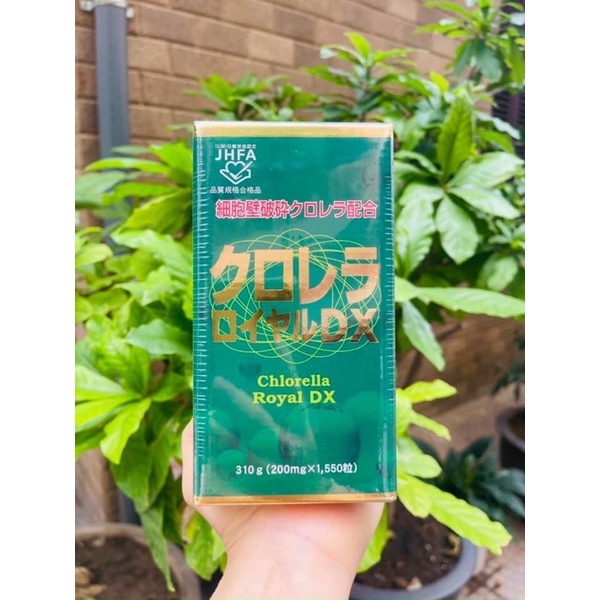 JHFA
品質規格合格品
細胞壁破砕クロレラ配合
クロレラ
ロイヤルDX
Chlorella
Royal DX
310g(200mg×1,550粒)